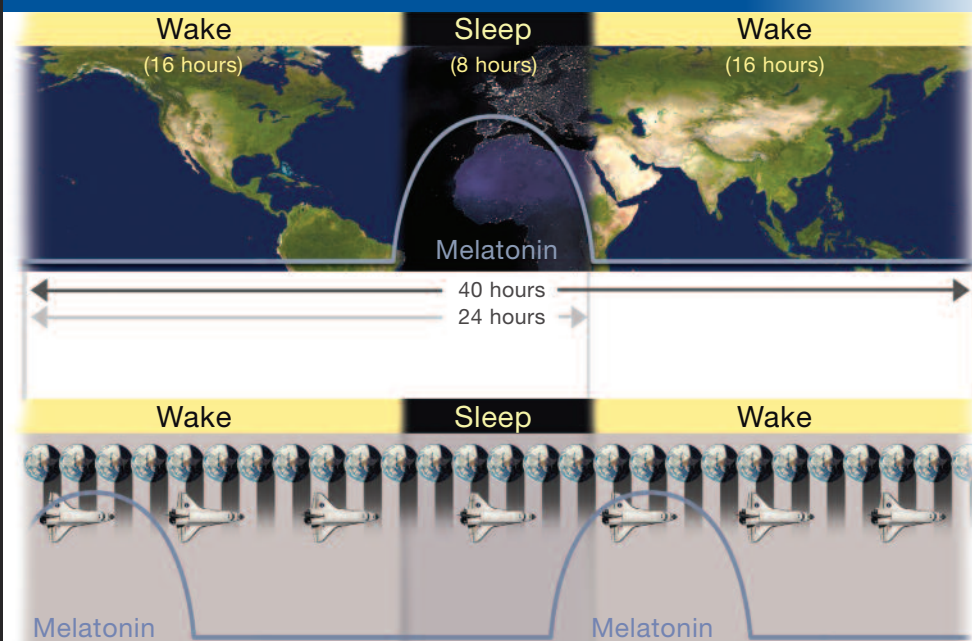 Wake Sleep Wake
(16 hours) (8 hours) (16 hours)
Melatonin
40 hours
24 hours
Wake Sleep Wake
Melatonin Melatonin